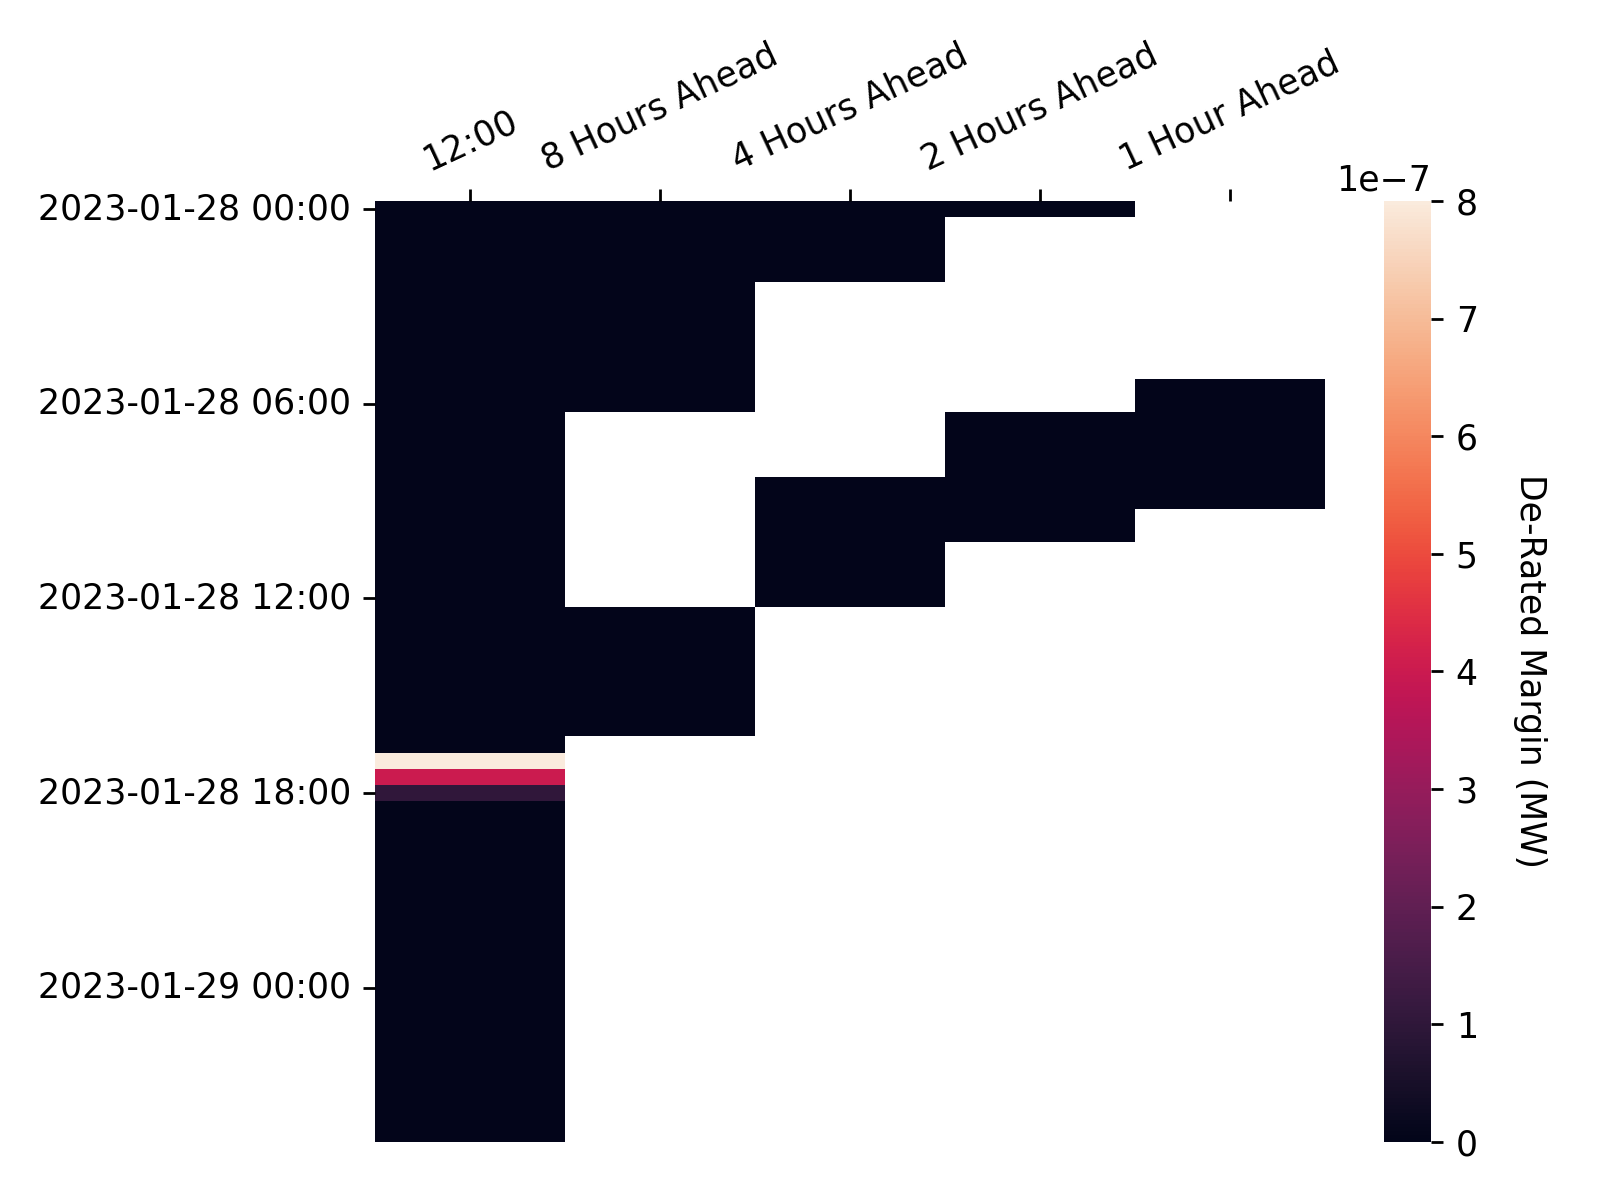 12:00
8 Hours Ahead
4 Hours Ahead
2 Hours Ahead
1 Hour Ahead
2023-01-28 00:00
2023-01-28 06:00
2023-01-28 12:00
2023-01-28 18:00
2023-01-29 00:00
1e−7
8
7
6
5
4
3
2
1
0
De-Rated Margin (MW)